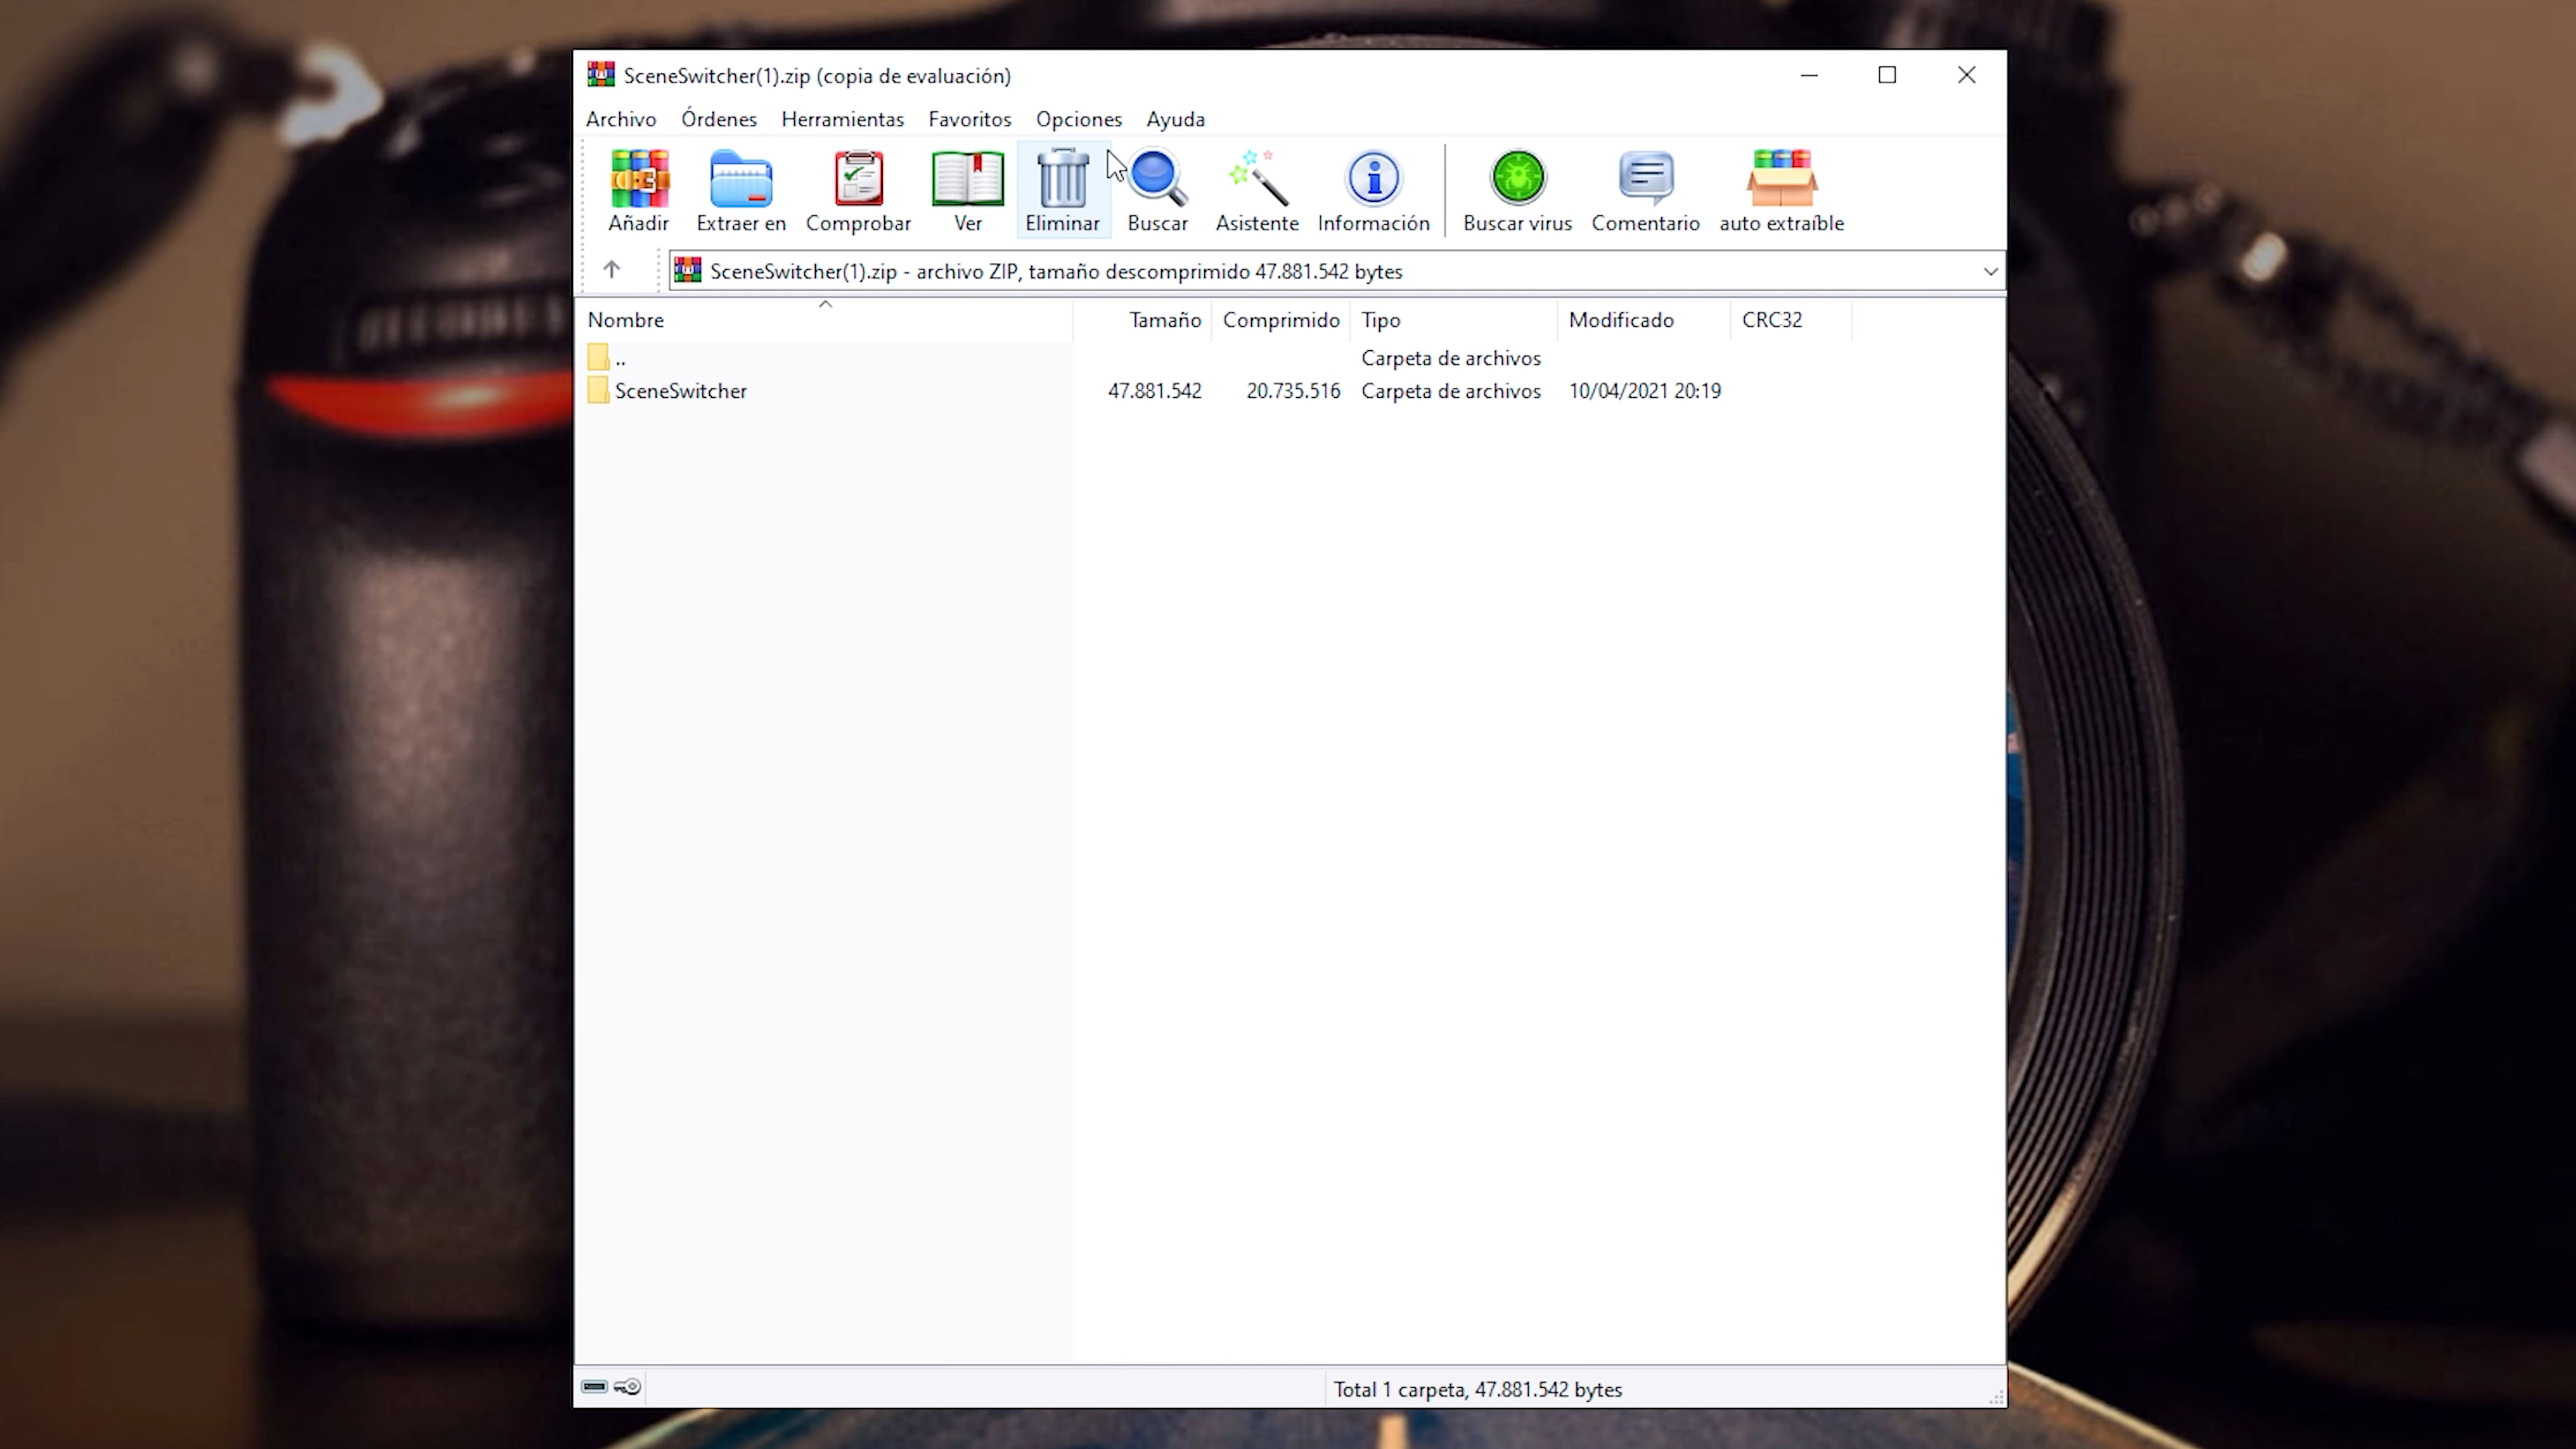 SceneSwitcher(1).zip (copia de evaluación)
Archivo Órdenes Herramientas Favoritos Opciones Ayuda
Añadir Extraer en Comprobar Ver Eliminar Buscar Asistente Información Buscar virus Comentario auto extraíble
SceneSwitcher(1).zip - archivo ZIP, tamaño descomprimido 47.881.542 bytes
Nombre Tamaño Comprimido Tipo Modificado CRC32
.. Carpeta de archivos
SceneSwitcher 47.881.542 20.735.516 Carpeta de archivos 10/04/2021 20:19
Total 1 carpeta, 47.881.542 bytes